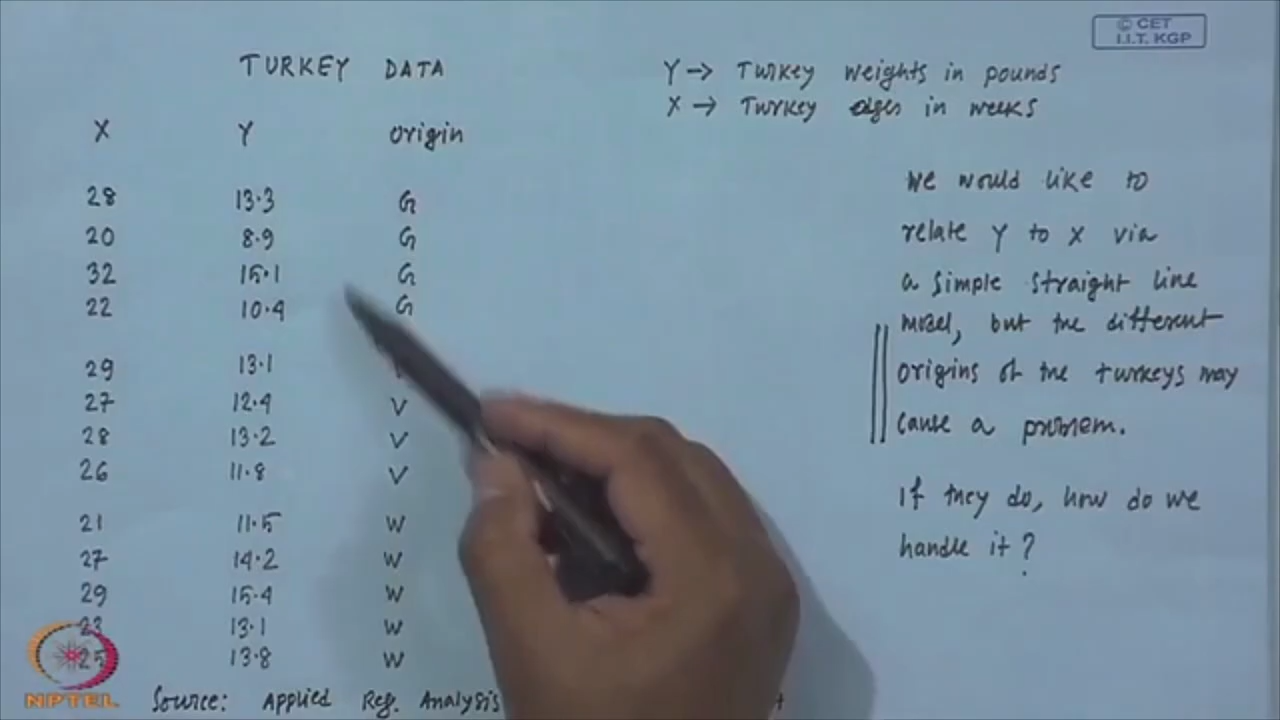 © CET
I.I.T. KGP
TURKEY DATA
X Y Origin
28 13.3 G
20 8.9 G
32 15.1 G
22 10.4 G
29 13.1
27 12.4 V
28 13.2 V
26 11.8 V
21 11.5 W
27 14.2 W
29 15.4 W
23 13.1 W
25 13.8 W
Source: Applied Reg. Analysis
Y → Turkey weights in pounds
X → Turkey ages in weeks
We would like to
relate Y to X via
a simple straight line
model, but the different
origins of the turkeys may
cause a problem.
If they do, how do we
handle it?
NPTEL